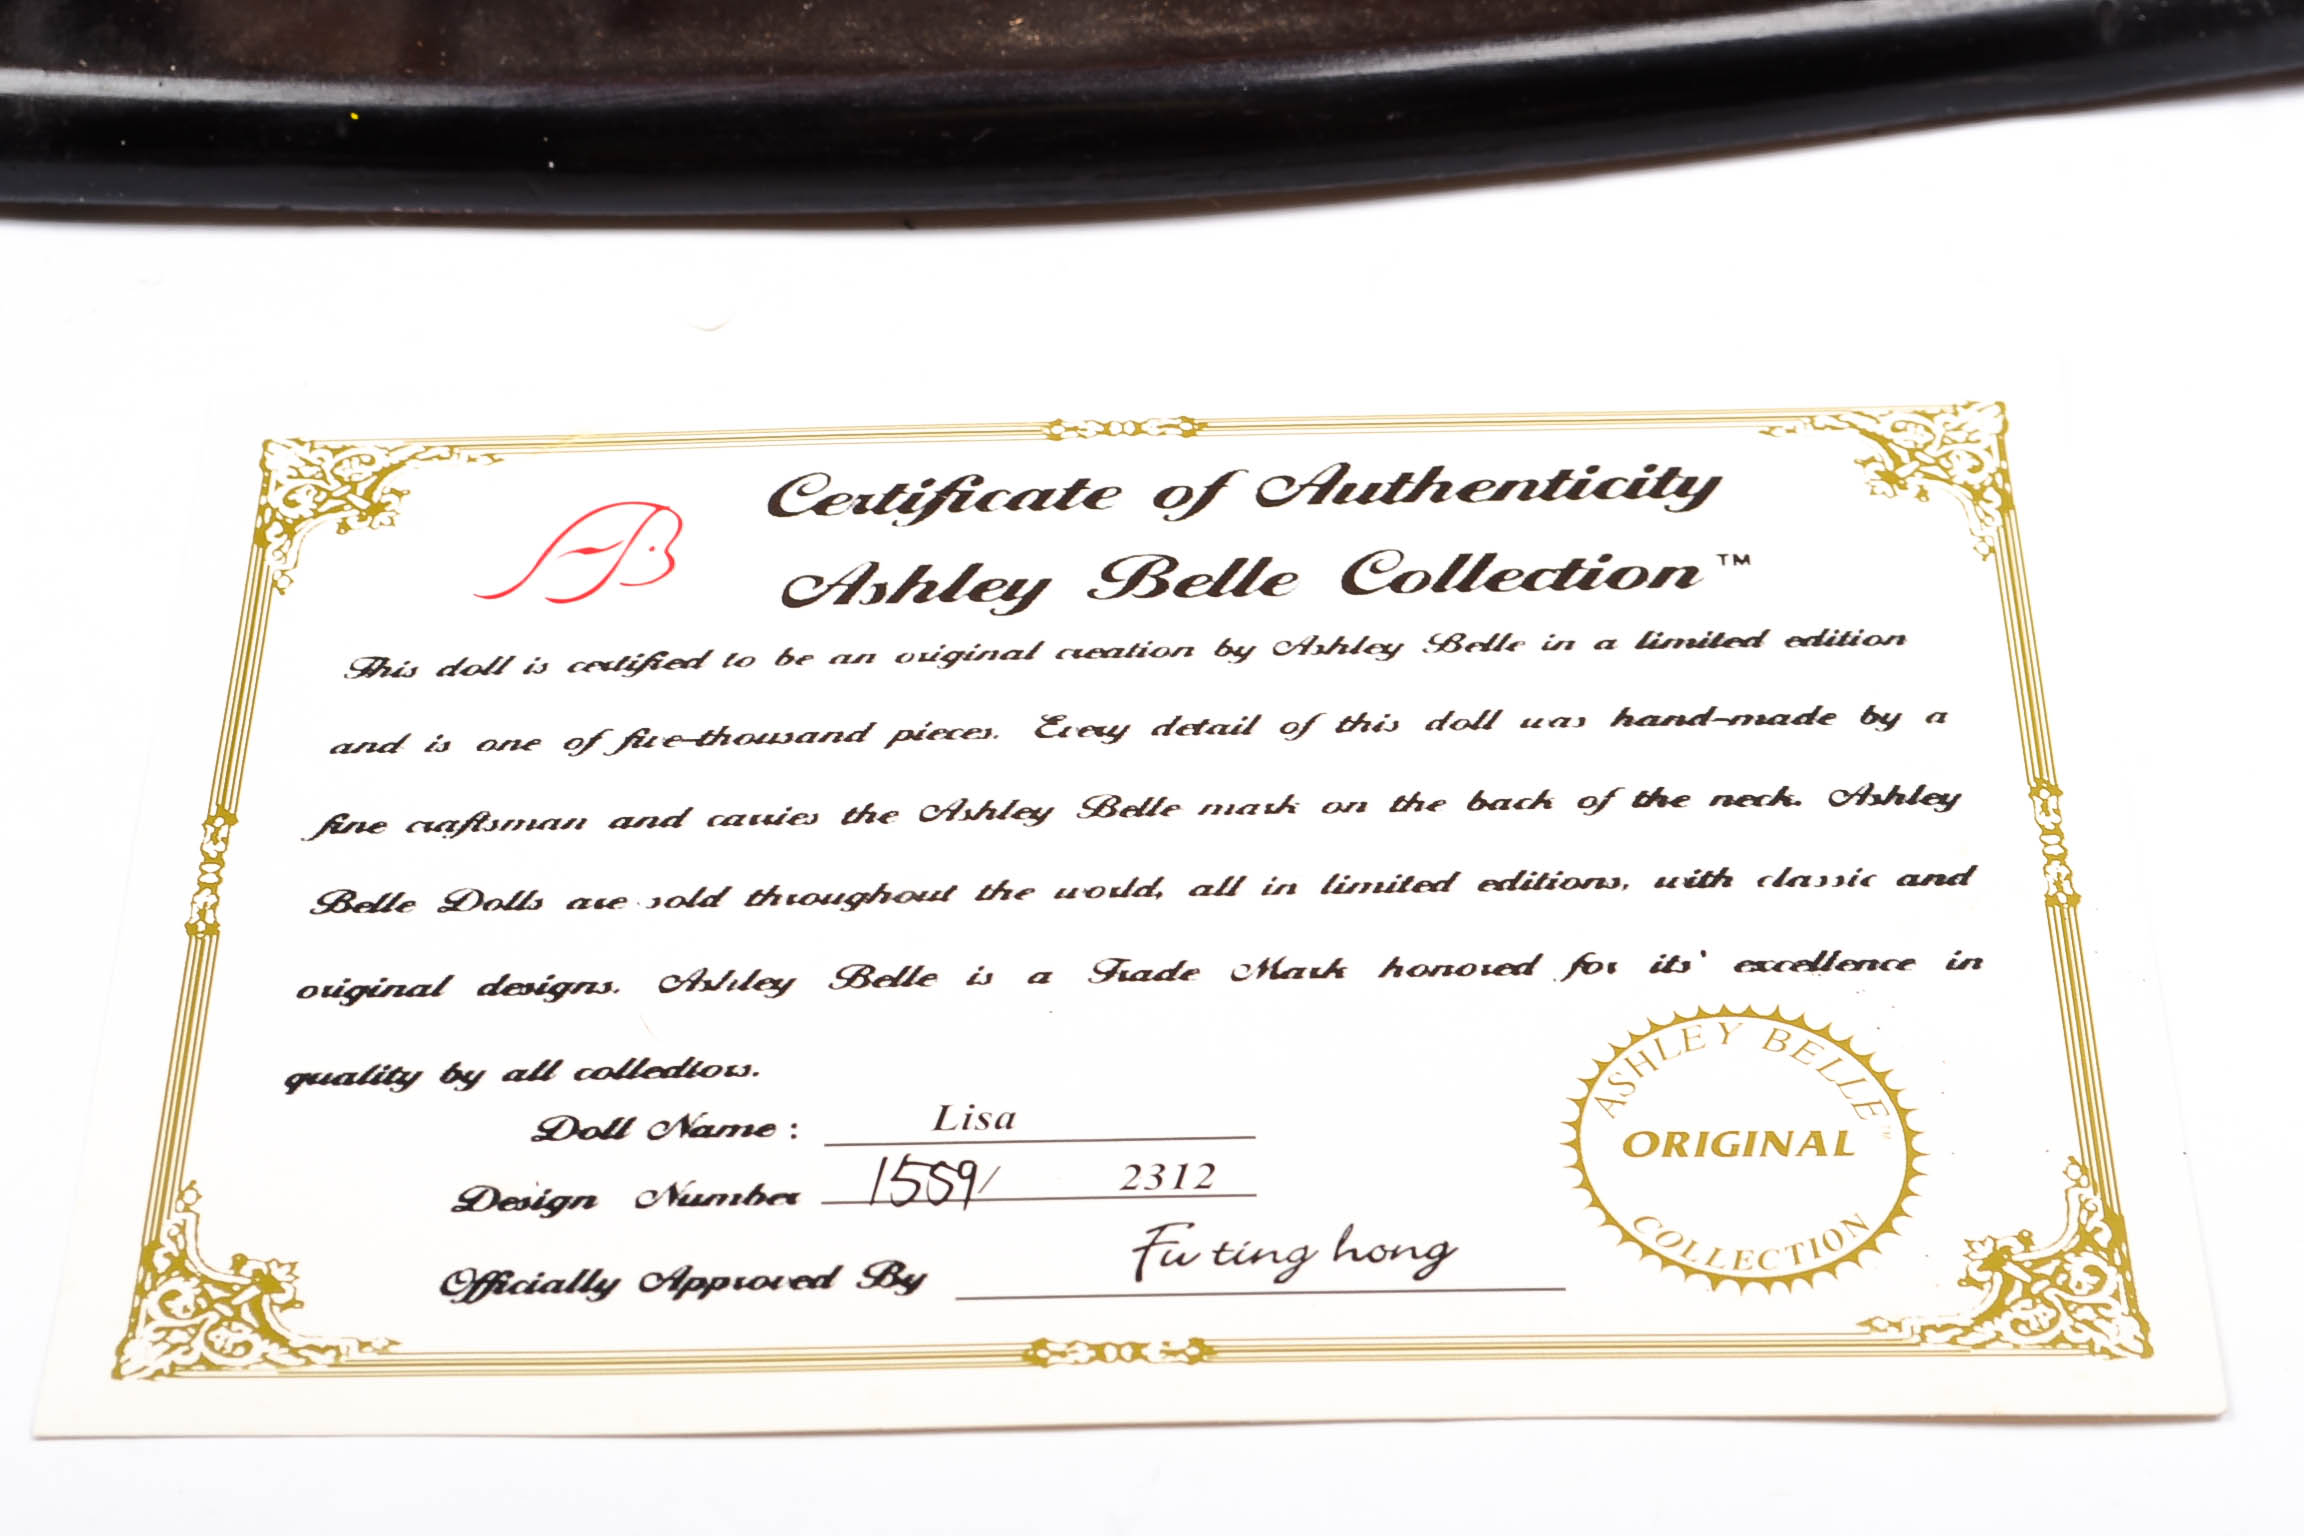 AB
Certificate of Authenticity
Ashley Belle Collection™
This doll is certified to be an original creation by Ashley Belle in a limited edition
and is one of five-thousand pieces. Every detail of this doll was hand-made by a
fine craftsman and carries the Ashley Belle mark on the back of the neck. Ashley
Belle Dolls are sold throughout the world, all in limited editions, with classic and
original designs. Ashley Belle is a Trade Mark honored for its' excellence in
quality by all collectors.
Doll Name: Lisa
Design Number 1559/ 2312
Officially Approved By Fu ting hong
ASHLEY BELLE™
ORIGINAL
COLLECTION